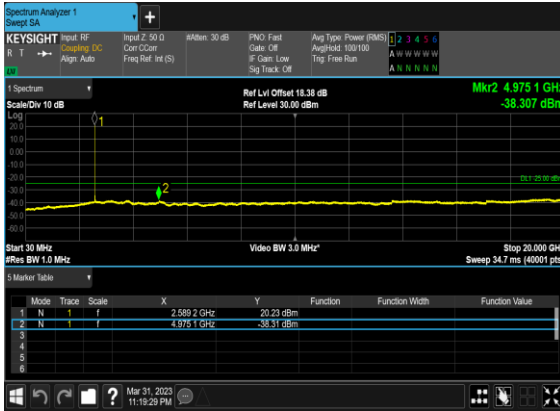 Spectrum Analyzer 1
Swept SA
+
KEYSIGHT
R T
Input: RF
Coupling: DC
Align: Auto
Input Z: 50 Ω
Corr CCorr
Freq Ref: Int (S)
#Atten: 30 dB
PNO: Fast
Gate: Off
IF Gain: Low
Sig Track: Off
Avg Type: Power (RMS)
Avg|Hold: 100/100
Trig: Free Run
1 2 3 4 5 6
A W W W W W
A N N N N N
1 Spectrum
Scale/Div 10 dB
Ref Lvl Offset 18.38 dB
Ref Level 30.00 dBm
Mkr2 4.975 1 GHz
-38.307 dBm
Log
20.0
10.0
0.00
-10.0
-20.0
-30.0
-40.0
-50.0
-60.0
1
2
DL1 -25.00 dBm
Start 30 MHz
#Res BW 1.0 MHz
Video BW 3.0 MHz*
Stop 20.000 GHz
Sweep 34.7 ms (40001 pts)
5 Marker Table
Mode Trace Scale X Y Function Function Width Function Value
1 N 1 f 2.589 2 GHz 20.23 dBm
2 N 1 f 4.975 1 GHz -38.31 dBm
3
4
5
6
?
Mar 31, 2023
11:19:29 PM